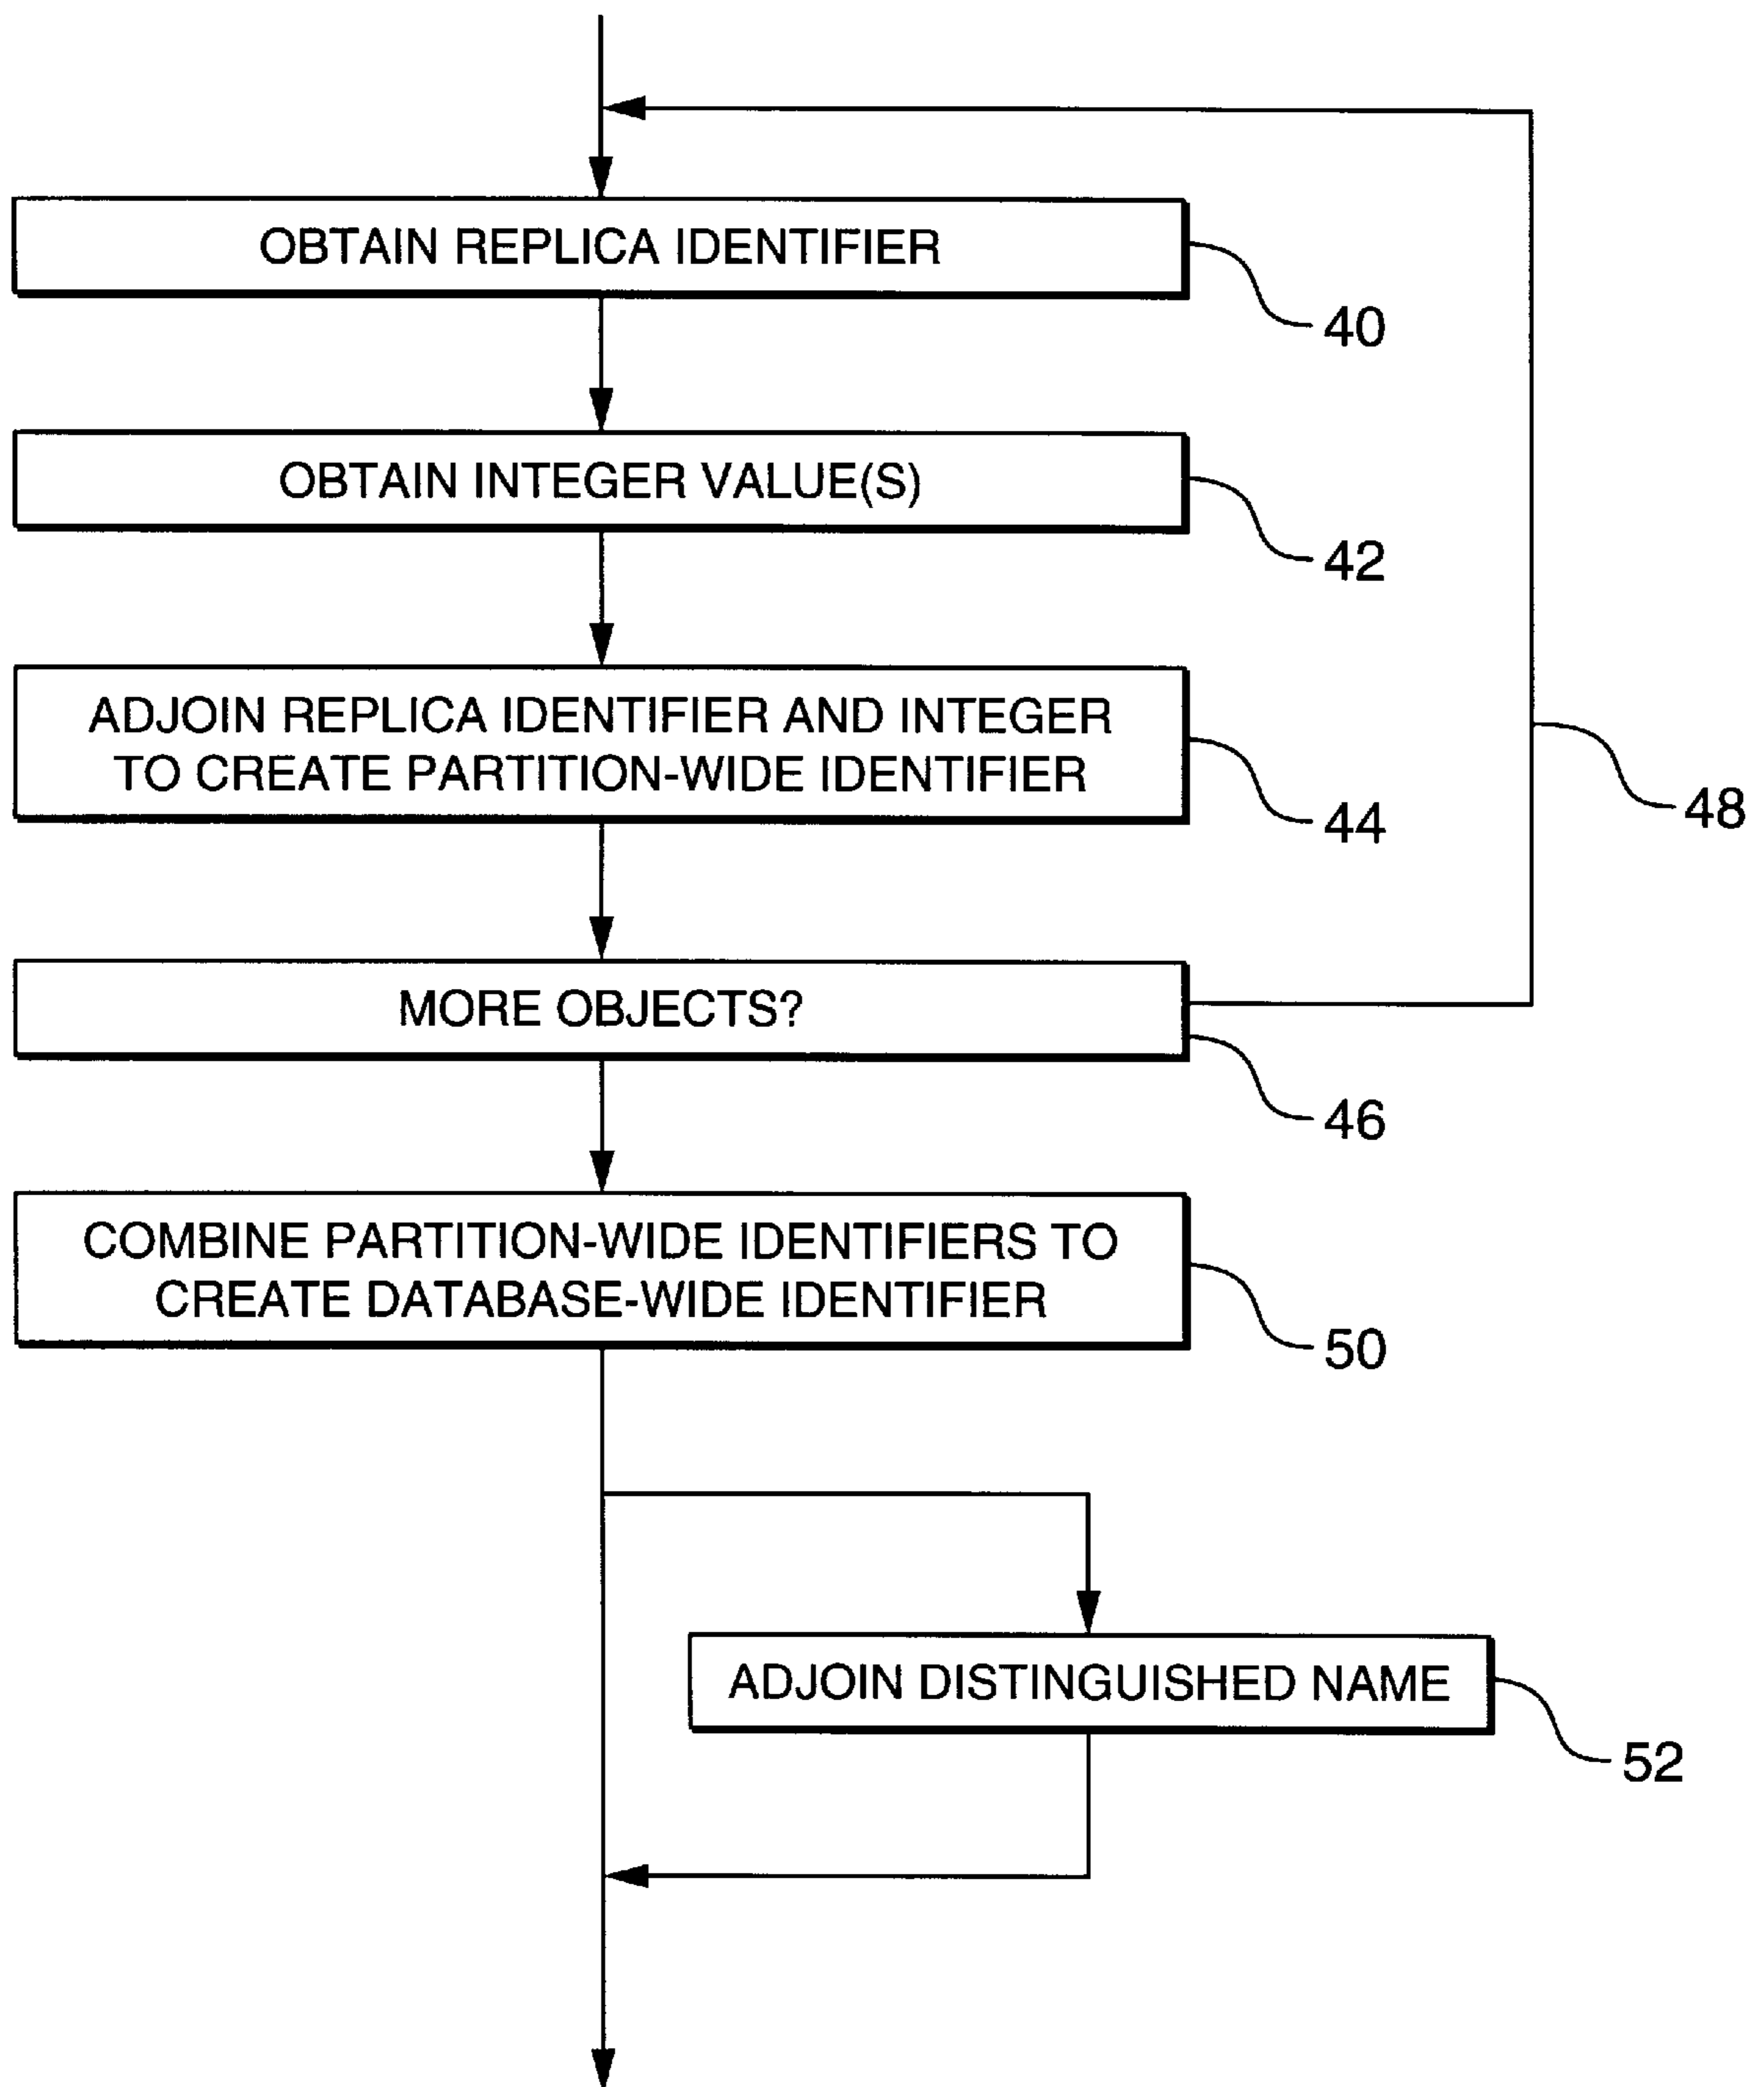 OBTAIN REPLICA IDENTIFIER
40
OBTAIN INTEGER VALUE(S)
42
ADJOIN REPLICA IDENTIFIER AND INTEGER
TO CREATE PARTITION-WIDE IDENTIFIER
44
48
MORE OBJECTS?
46
COMBINE PARTITION-WIDE IDENTIFIERS TO
CREATE DATABASE-WIDE IDENTIFIER
50
ADJOIN DISTINGUISHED NAME
52